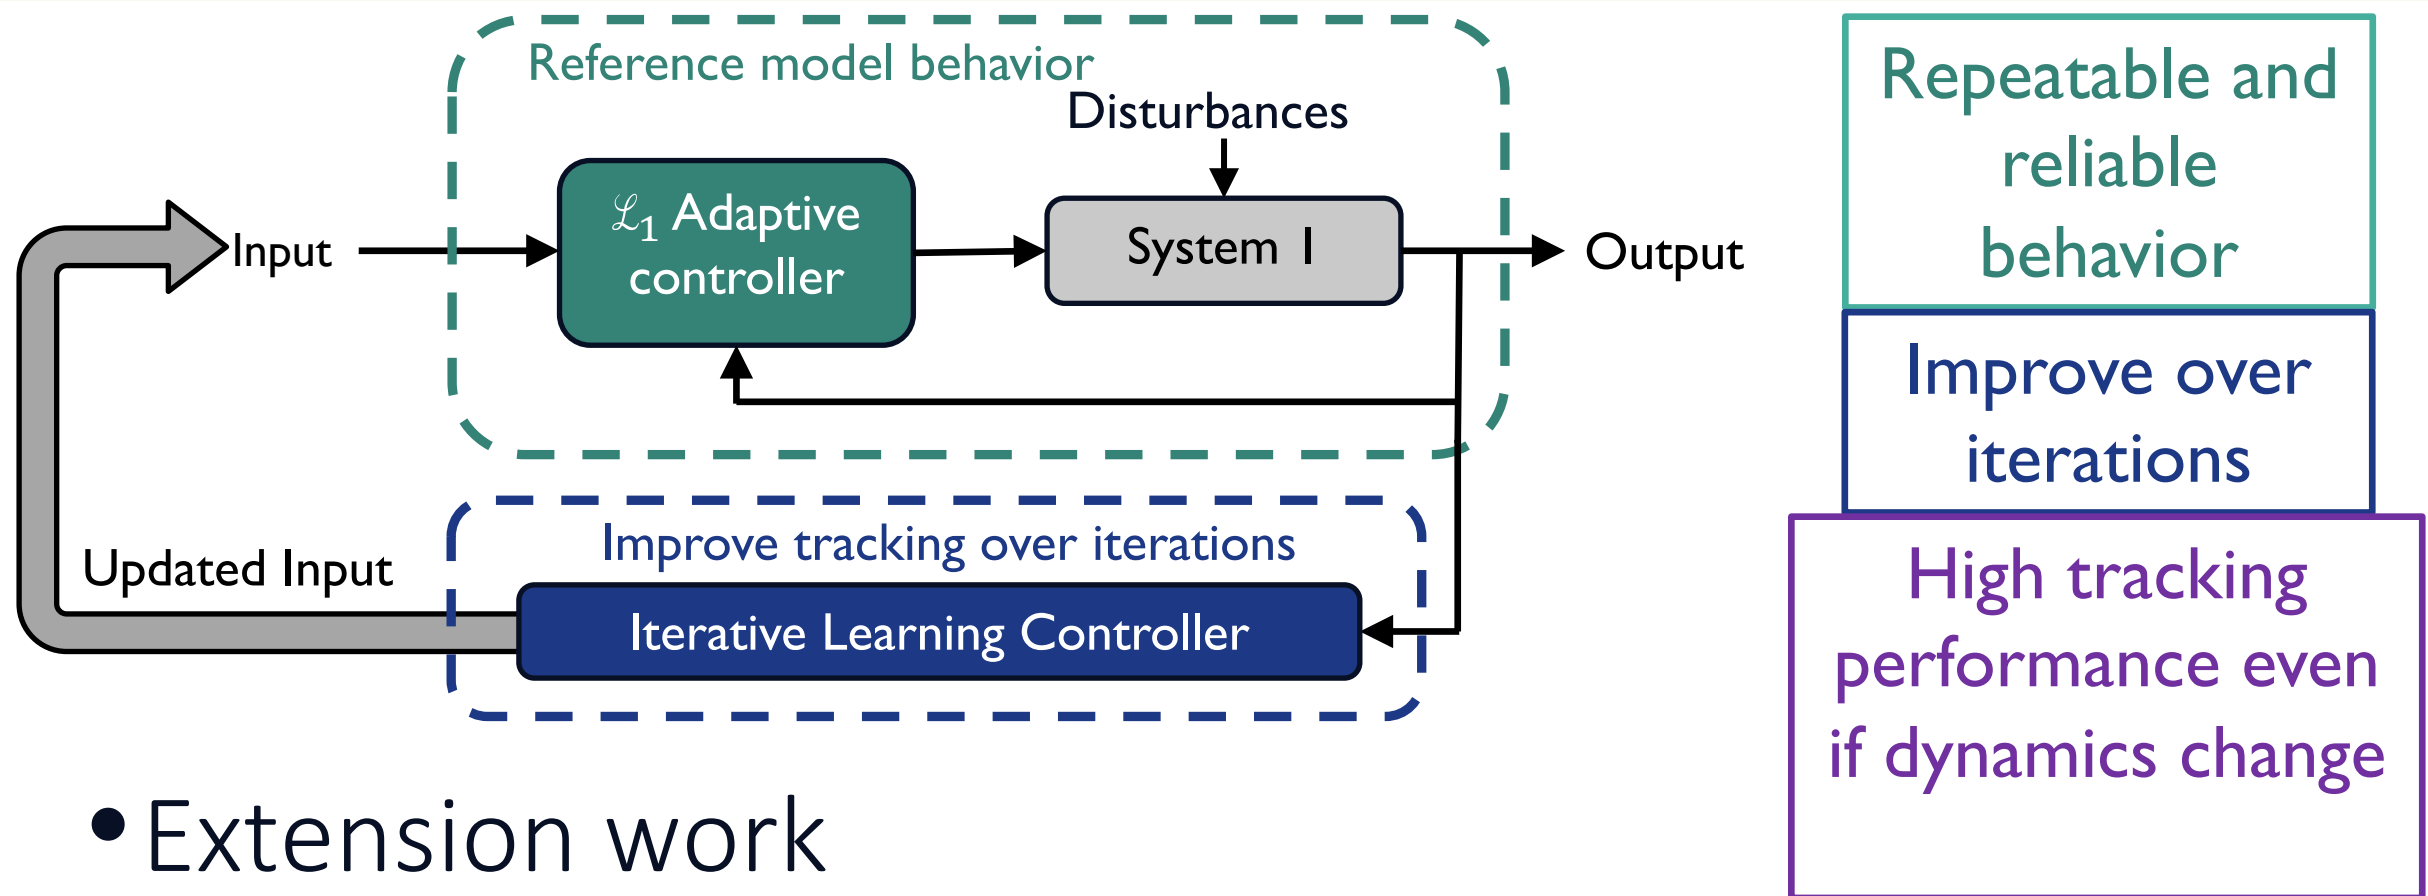 Reference model behavior
Disturbances
ℒ₁ Adaptive
controller
System 1
Input
Output
Updated Input
Improve tracking over iterations
Iterative Learning Controller
• Extension work
Repeatable and
reliable
behavior
Improve over
iterations
High tracking
performance even
if dynamics change